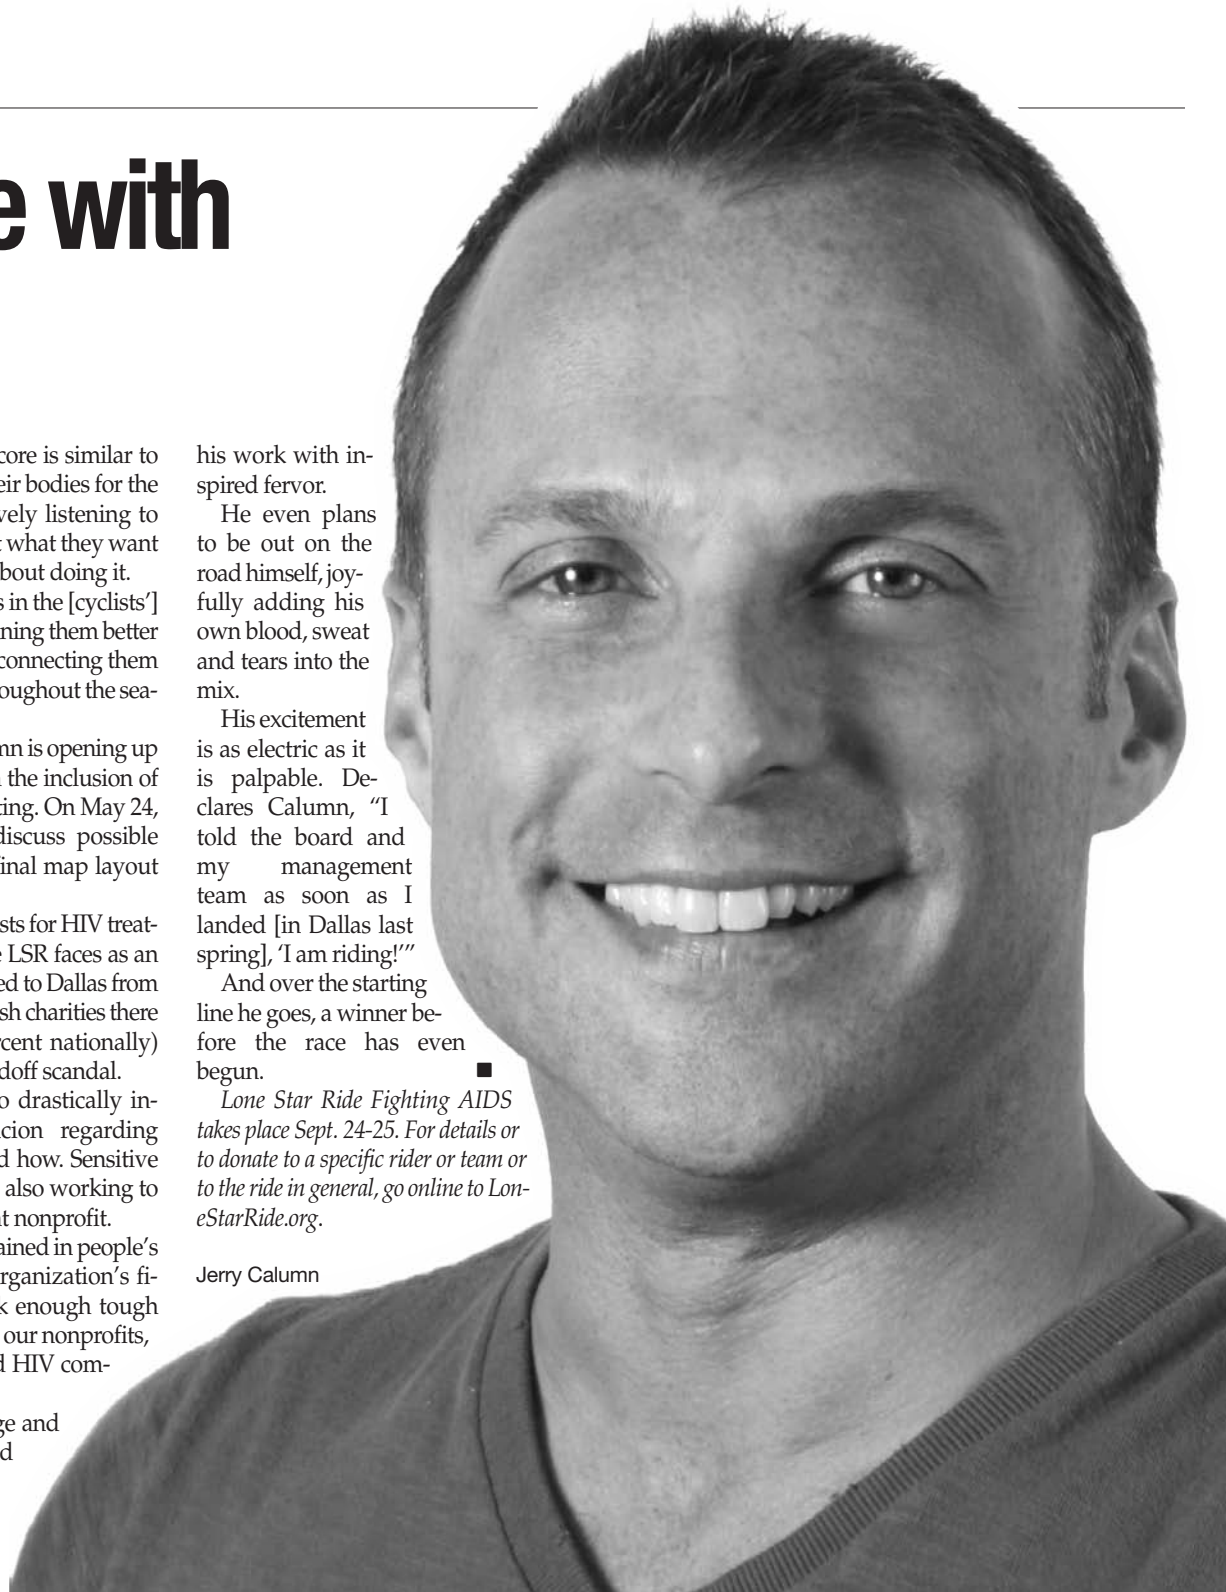 e with
core is similar to
eir bodies for the
vely listening to
t what they want
bout doing it.
s in the [cyclists']
ning them better
connecting them
oughout the sea-
mn is opening up
n the inclusion of
ting. On May 24,
discuss possible
inal map layout
sts for HIV treat-
e LSR faces as an
ed to Dallas from
sh charities there
rcent nationally)
doff scandal.
o drastically in-
cion regarding
d how. Sensitive
also working to
nt nonprofit.
ained in people's
rganization's fi-
k enough tough
our nonprofits,
d HIV com-
ge and
d
his work with in-
spired fervor.
He even plans
to be out on the
road himself, joy-
fully adding his
own blood, sweat
and tears into the
mix.
His excitement
is as electric as it
is palpable. De-
clares Calumn, “I
told the board and
my management
team as soon as I
landed [in Dallas last
spring], ‘I am riding!’”
And over the starting
line he goes, a winner be-
fore the race has even
begun. ■
Lone Star Ride Fighting AIDS
takes place Sept. 24-25. For details or
to donate to a specific rider or team or
to the ride in general, go online to Lon-
eStarRide.org.
Jerry Calumn